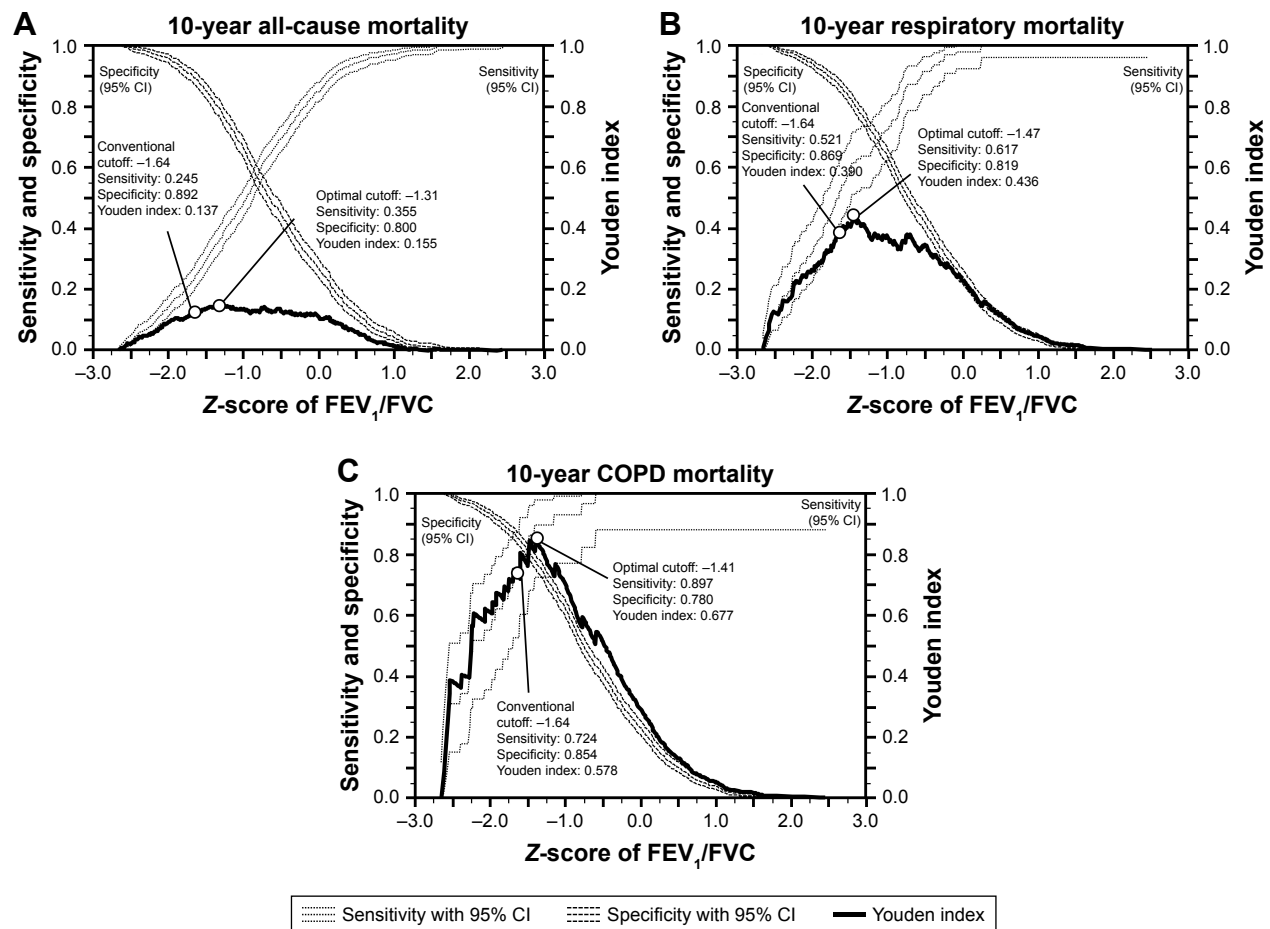 A
10-year all-cause mortality
1.0
0.8
0.6
0.4
0.2
0.0
Sensitivity and specificity
Specificity
(95% CI)
Sensitivity
(95% CI)
Conventional
cutoff: –1.64
Sensitivity: 0.245
Specificity: 0.892
Youden index: 0.137
Optimal cutoff: –1.31
Sensitivity: 0.355
Specificity: 0.800
Youden index: 0.155
1.0
0.8
0.6
0.4
0.2
0.0
Youden index
–3.0 –2.0 –1.0 0.0 1.0 2.0 3.0
Z-score of FEV1/FVC
B
10-year respiratory mortality
1.0
0.8
0.6
0.4
0.2
0.0
Sensitivity and specificity
Specificity
(95% CI)
Sensitivity
(95% CI)
Conventional
cutoff: –1.64
Sensitivity: 0.521
Specificity: 0.869
Youden index: 0.390
Optimal cutoff: –1.47
Sensitivity: 0.617
Specificity: 0.819
Youden index: 0.436
1.0
0.8
0.6
0.4
0.2
0.0
Youden index
–3.0 –2.0 –1.0 0.0 1.0 2.0 3.0
Z-score of FEV1/FVC
C
10-year COPD mortality
1.0
0.8
0.6
0.4
0.2
0.0
Sensitivity and specificity
Specificity
(95% CI)
Sensitivity
(95% CI)
Optimal cutoff: –1.41
Sensitivity: 0.897
Specificity: 0.780
Youden index: 0.677
Conventional
cutoff: –1.64
Sensitivity: 0.724
Specificity: 0.854
Youden index: 0.578
1.0
0.8
0.6
0.4
0.2
0.0
Youden index
–3.0 –2.0 –1.0 0.0 1.0 2.0 3.0
Z-score of FEV1/FVC
Sensitivity with 95% CI Specificity with 95% CI Youden index